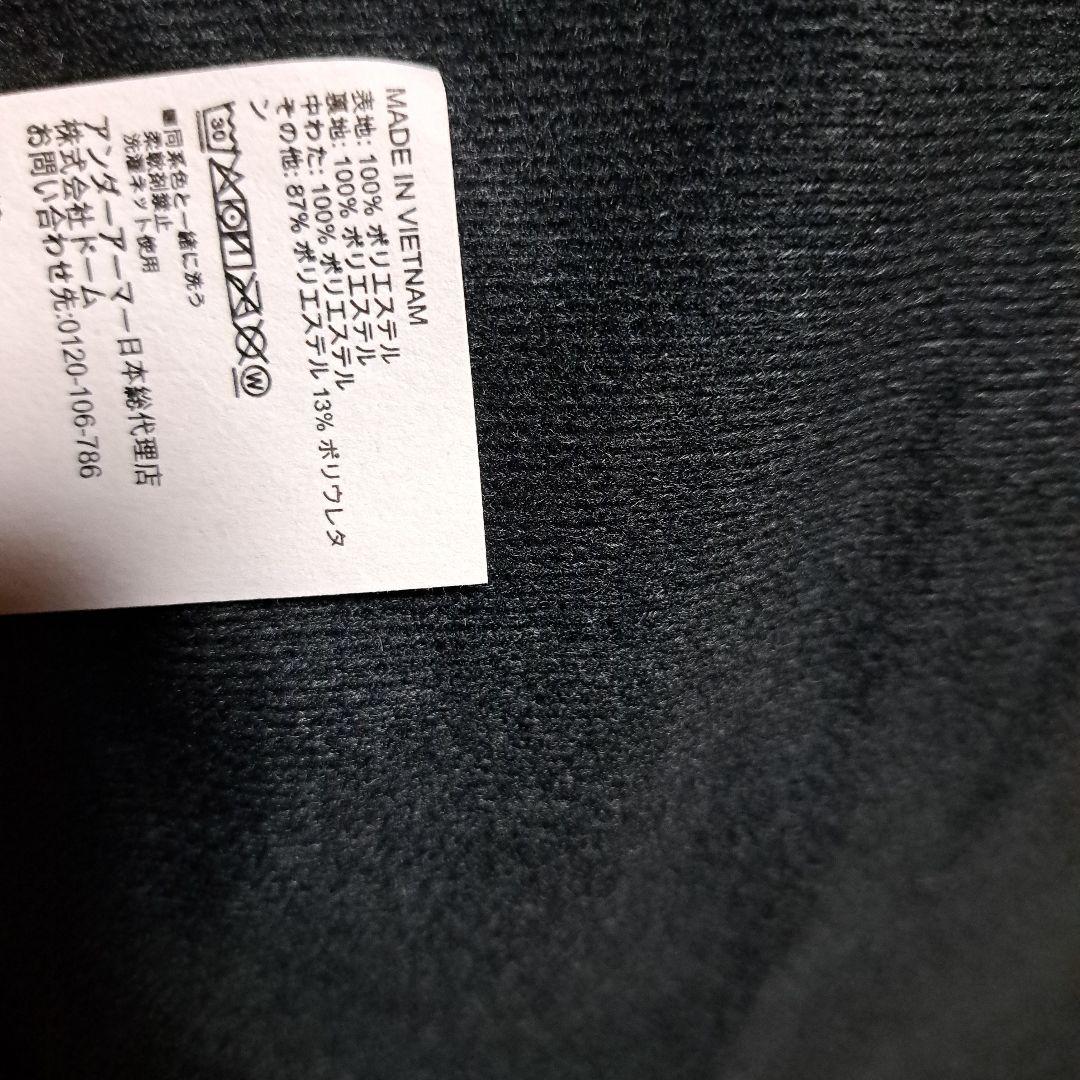 MADE IN VIETNAM
表地: 100% ポリエステル
裏地: 100% ポリエステル
中わた: 100% ポリエステル
その他: 87% ポリエステル 13% ポリウレタ
ン
30
W
■同系色と一緒に洗う
柔軟剤禁止
洗濯ネット使用
アンダーアーマー日本総代理店
株式会社ドーム
お問い合わせ先:0120-106-786